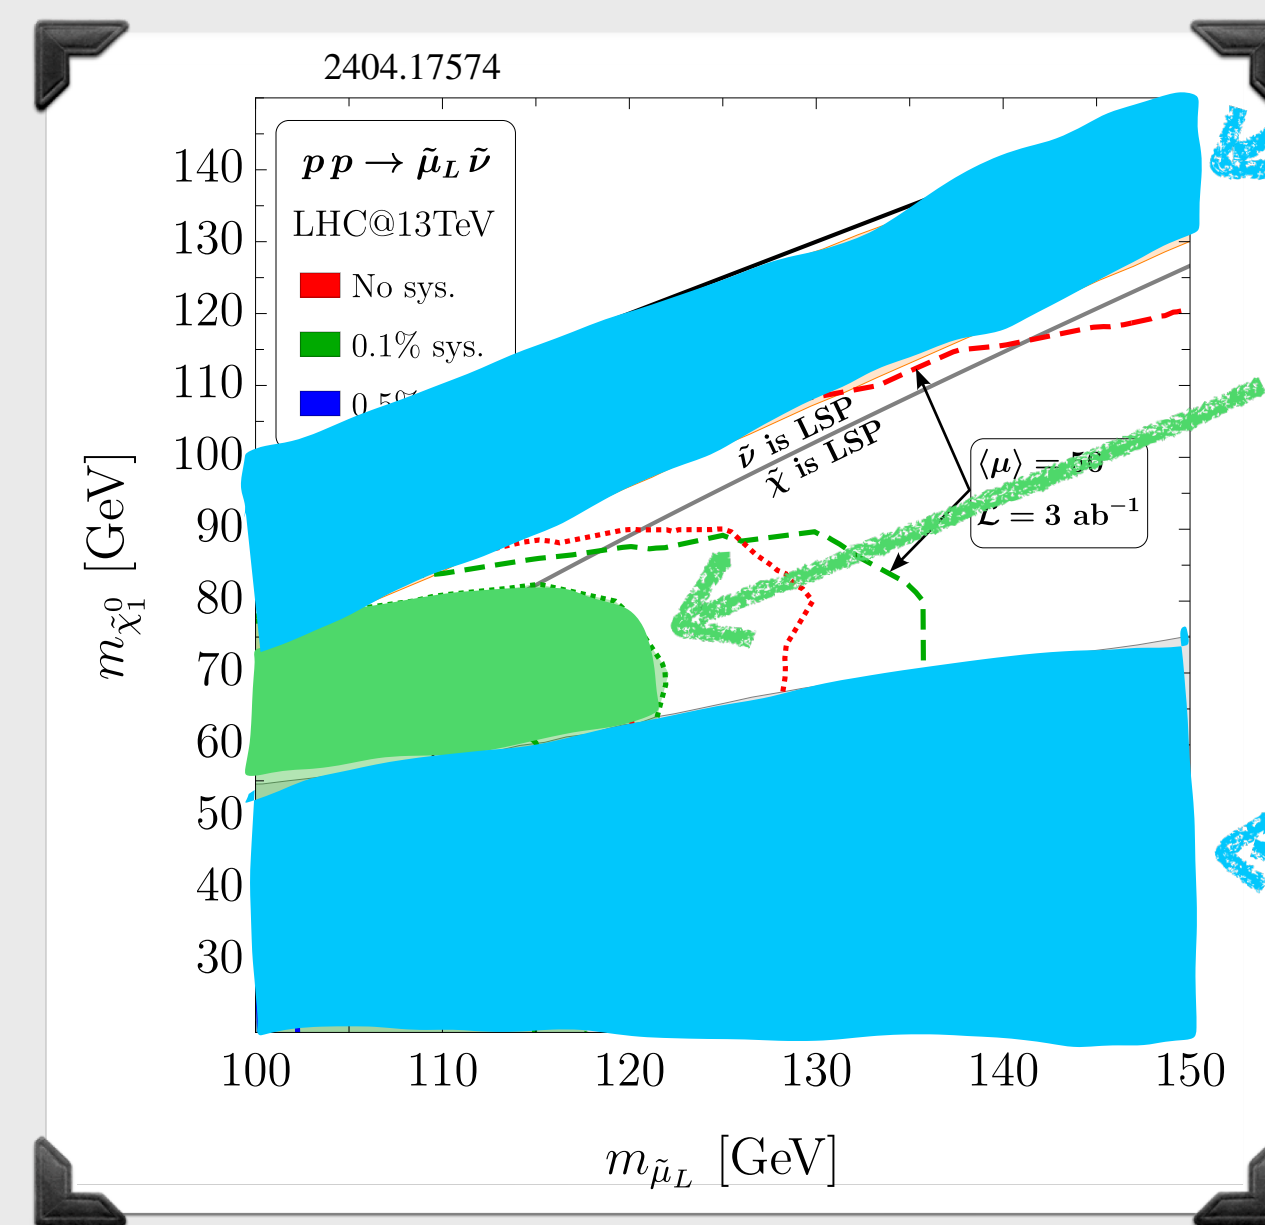 2404.17574
p p → μ̃_L ν̃
LHC@13TeV
No sys.
0.1% sys.
140
130
120
110
100
90
80
70
60
50
40
30
m_χ̃₁⁰ [GeV]
ν̃ is LSP
χ̃ is LSP
⟨μ⟩ = 50
ℒ = 3 ab⁻¹
100 110 120 130 140 150
m_μ̃_L [GeV]